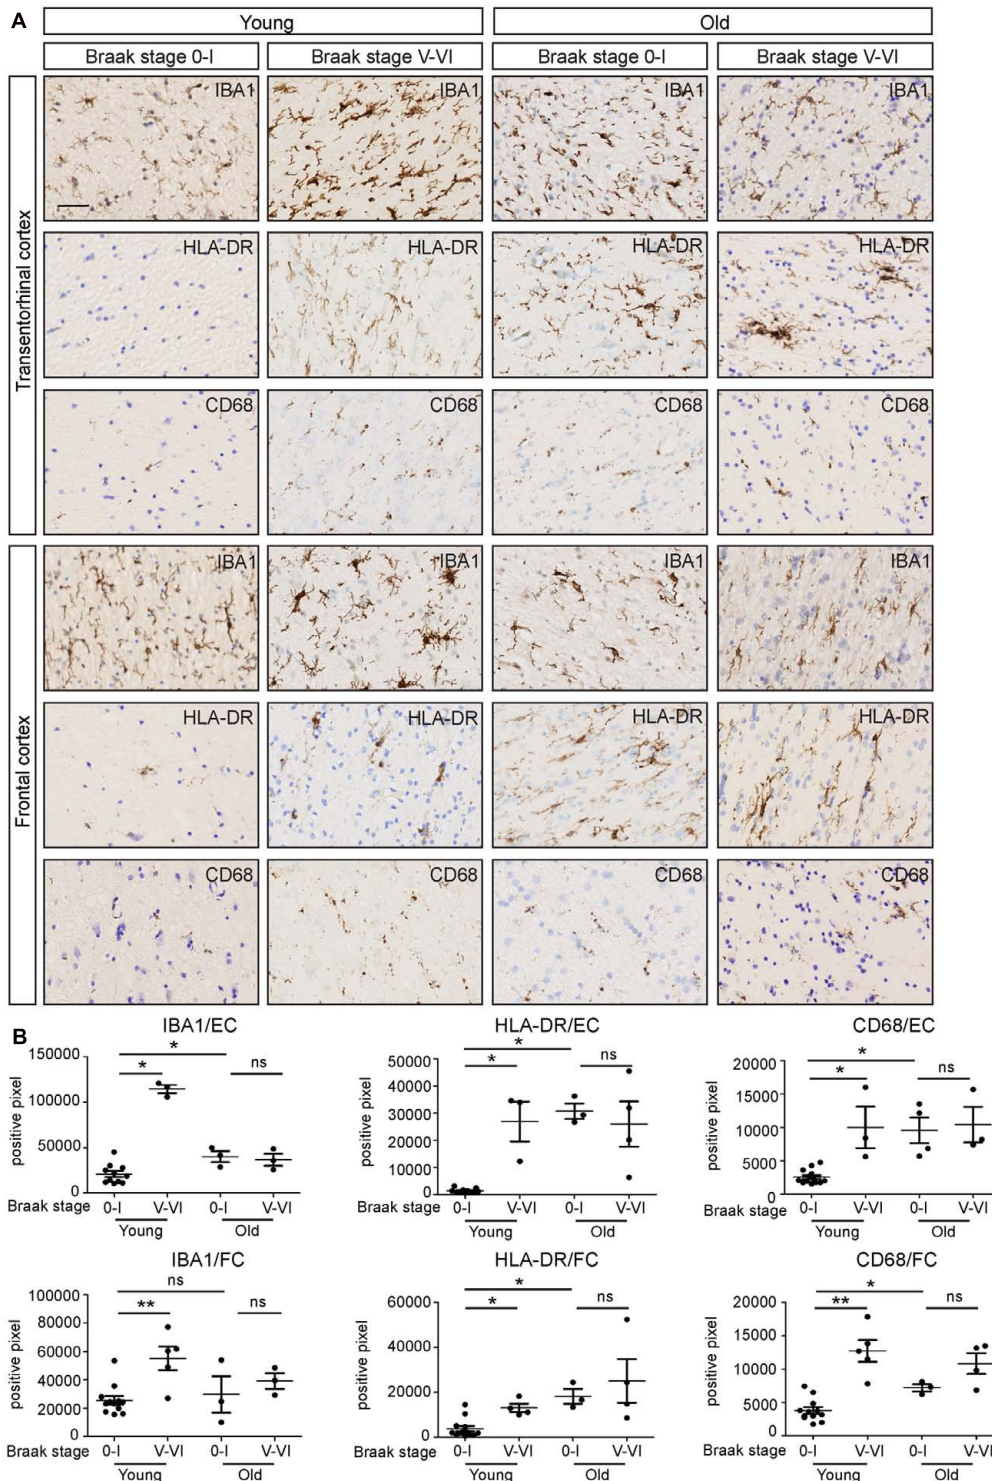 A
Young Old
Braak stage 0-I Braak stage V-VI Braak stage 0-I Braak stage V-VI
Transentorhinal cortex
IBA1 IBA1 IBA1 IBA1
HLA-DR HLA-DR HLA-DR HLA-DR
CD68 CD68 CD68 CD68
Frontal cortex
IBA1 IBA1 IBA1 IBA1
HLA-DR HLA-DR HLA-DR HLA-DR
CD68 CD68 CD68 CD68
B
IBA1/EC
positive pixel
150000
100000
50000
0
* * ns
Braak stage 0-I V-VI 0-I V-VI
Young Old
HLA-DR/EC
positive pixel
50000
40000
30000
20000
10000
0
* * ns
Braak stage 0-I V-VI 0-I V-VI
Young Old
CD68/EC
positive pixel
20000
15000
10000
5000
0
* * ns
Braak stage 0-I V-VI 0-I V-VI
Young Old
IBA1/FC
positive pixel
100000
80000
60000
40000
20000
0
ns
** ns
Braak stage 0-I V-VI 0-I V-VI
Young Old
HLA-DR/FC
positive pixel
60000
40000
20000
0
*
* ns
Braak stage 0-I V-VI 0-I V-VI
Young Old
CD68/FC
positive pixel
20000
15000
10000
5000
0
*
** ns
Braak stage 0-I V-VI 0-I V-VI
Young Old